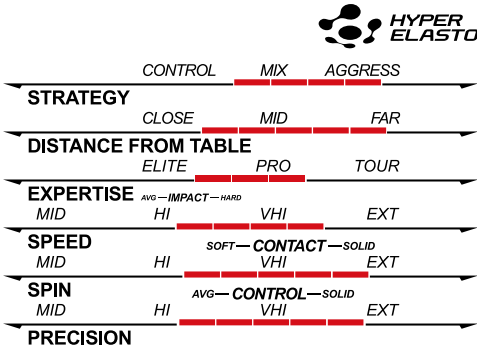 HYPER
ELASTO
CONTROL MIX AGGRESS
STRATEGY
CLOSE MID FAR
DISTANCE FROM TABLE
ELITE PRO TOUR
EXPERTISE AVG—IMPACT—HARD
MID HI VHI EXT
SPEED SOFT—CONTACT—SOLID
MID HI VHI EXT
SPIN AVG—CONTROL—SOLID
MID HI VHI EXT
PRECISION